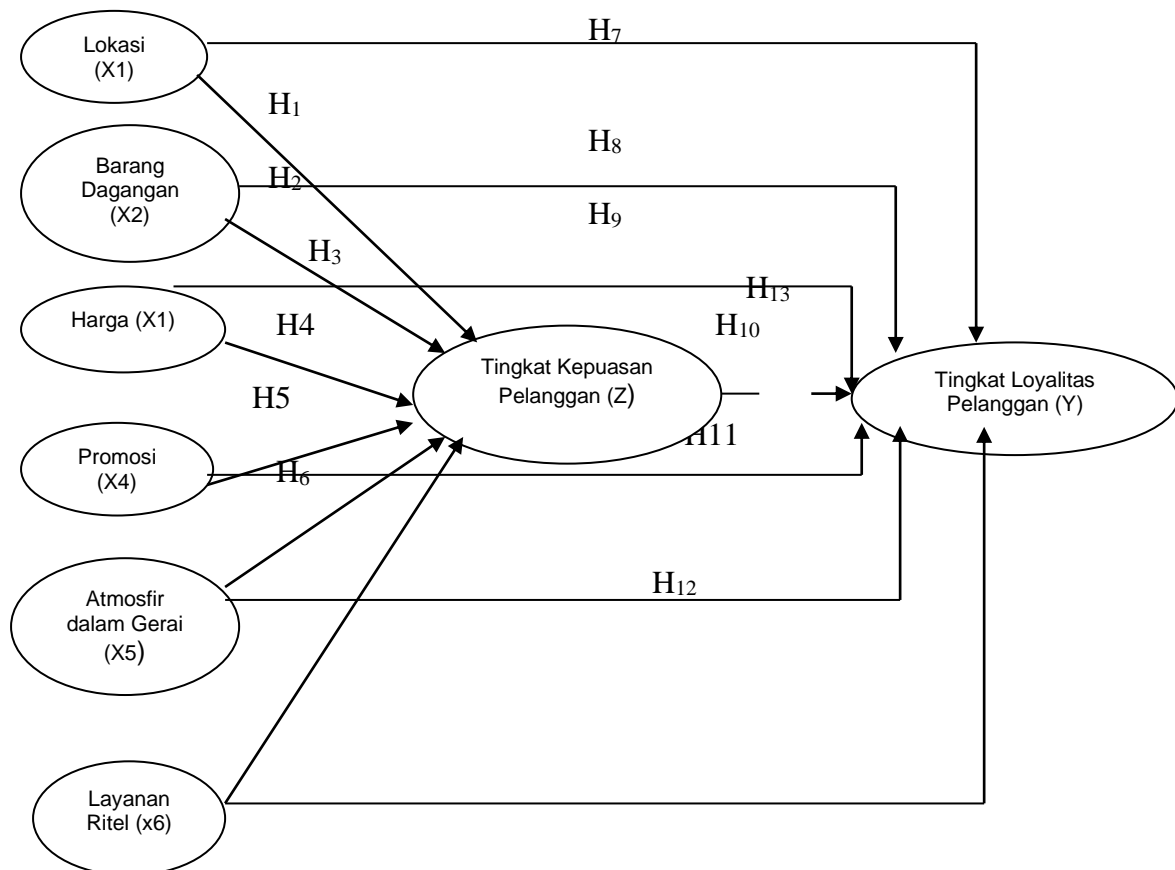 Lokasi
(X1)
H7
H1
Barang
Dagangan
(X2)
H8
H2
H9
H3
Harga (X1)
H4
H13
H10
Tingkat Kepuasan
Pelanggan (Z)
Tingkat Loyalitas
Pelanggan (Y)
H5
H11
Promosi
(X4)
H6
Atmosfir
dalam Gerai
(X5)
H12
Layanan
Ritel (x6)